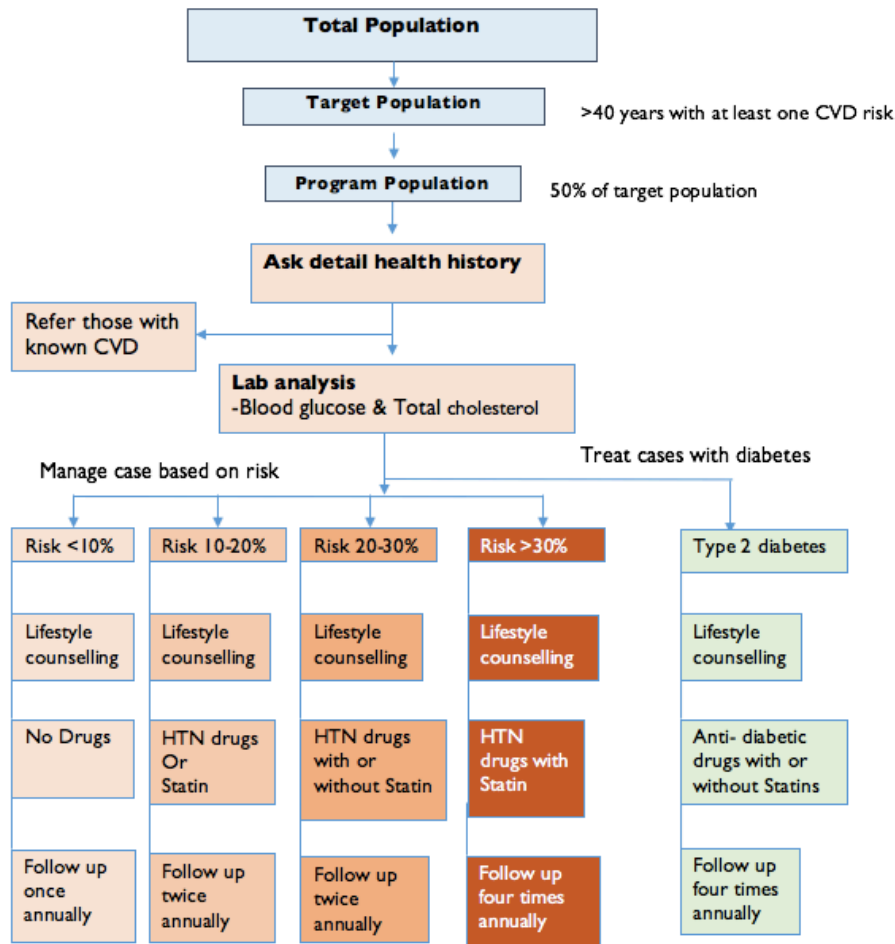 Total Population
Target Population
>40 years with at least one CVD risk
Program Population
50% of target population
Ask detail health history
Refer those with
known CVD
Lab analysis
-Blood glucose & Total cholesterol
Manage case based on risk
Treat cases with diabetes
Risk <10%
Risk 10-20%
Risk 20-30%
Risk >30%
Type 2 diabetes
Lifestyle
counselling
Lifestyle
counselling
Lifestyle
counselling
Lifestyle
counselling
Lifestyle
counselling
No Drugs
HTN drugs
Or
Statin
HTN drugs
with or
without Statin
HTN
drugs with
Statin
Anti- diabetic
drugs with or
without Statins
Follow up
once
annually
Follow up
twice
annually
Follow up
twice
annually
Follow up
four times
annually
Follow up
four times
annually